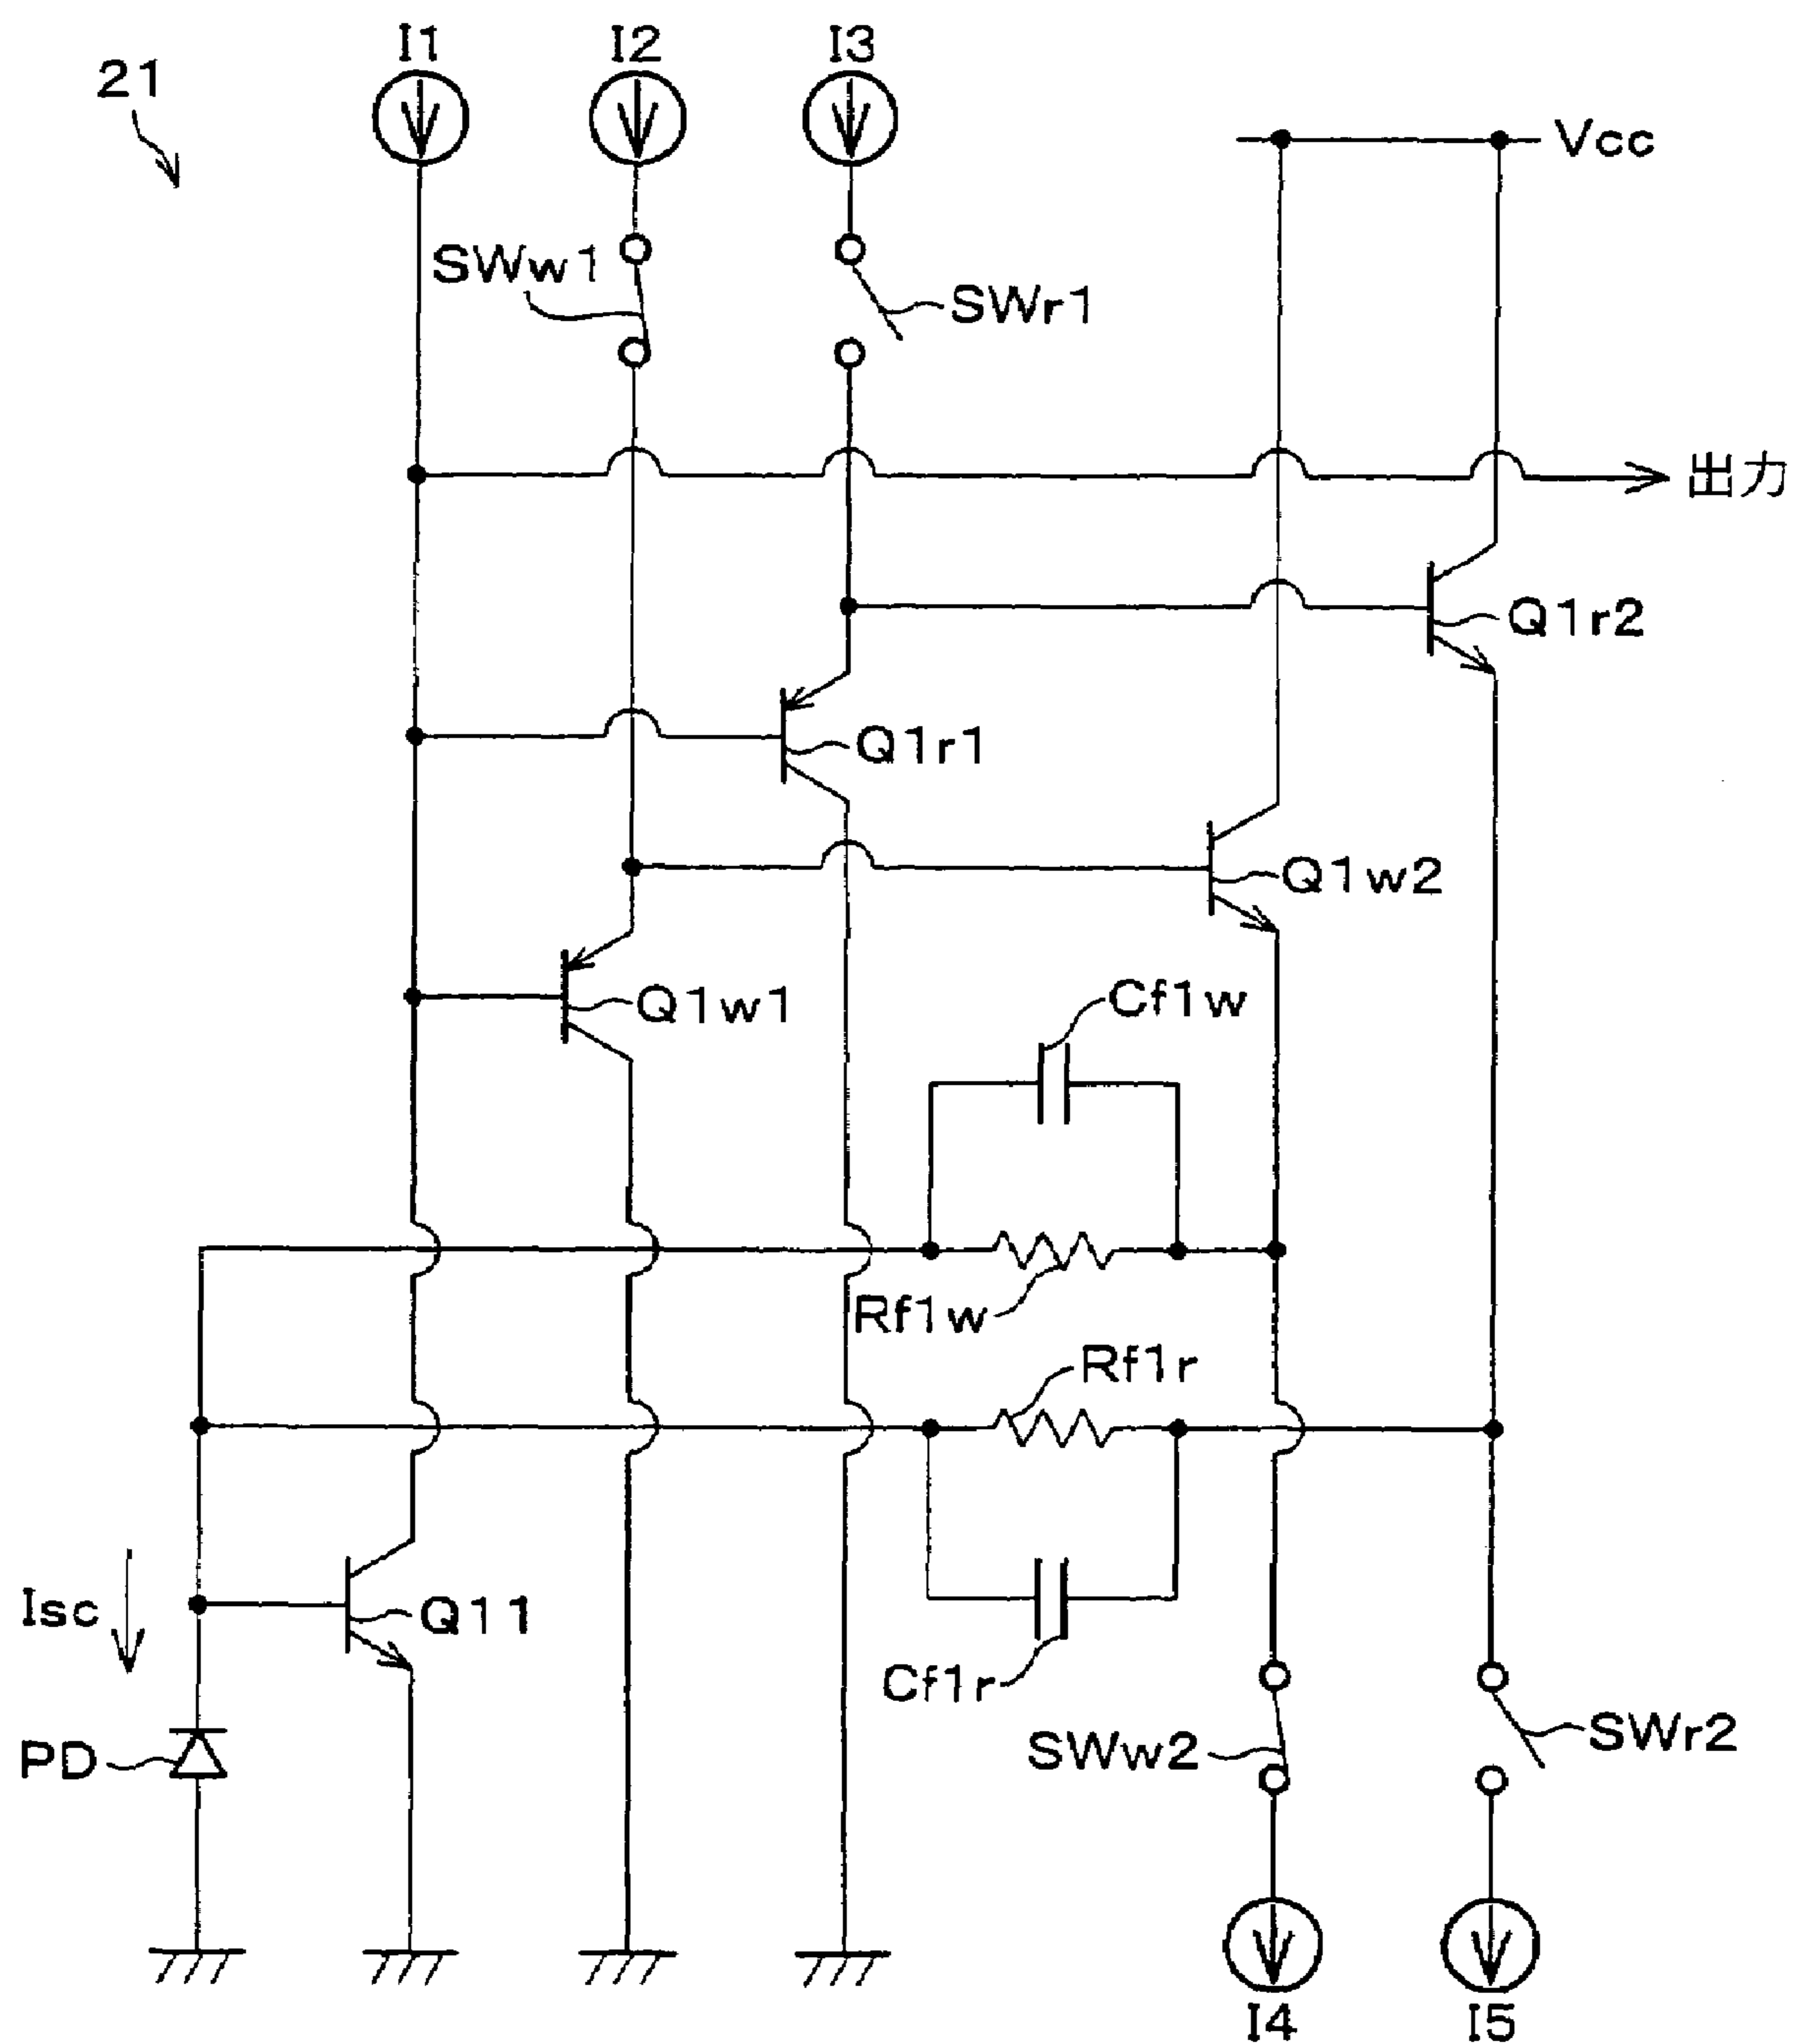 I1
I2
I3
21
Vcc
SWw1
SWr1
出力
Q1r2
Q1r1
Q1w2
Q1w1
Cf1w
Rf1w
Rf1r
Isc
Q11
Cf1r
PD
SWw2
SWr2
I4
I5